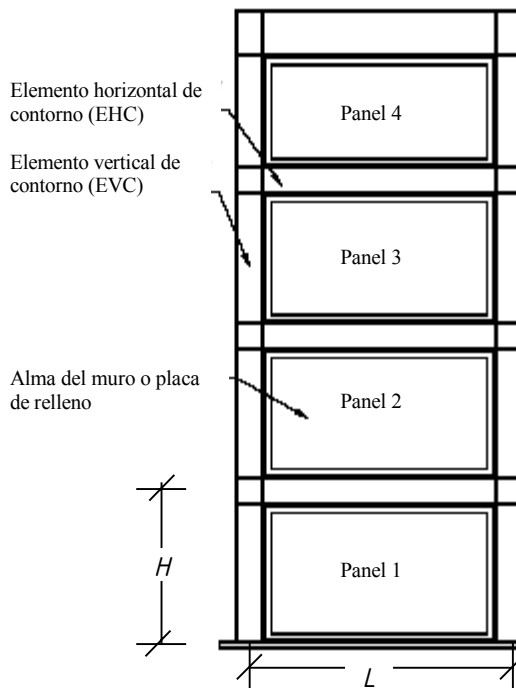 Elemento horizontal de
contorno (EHC)
Panel 4
Elemento vertical de
contorno (EVC)
Panel 3
Alma del muro o placa
de relleno
Panel 2
H
Panel 1
L